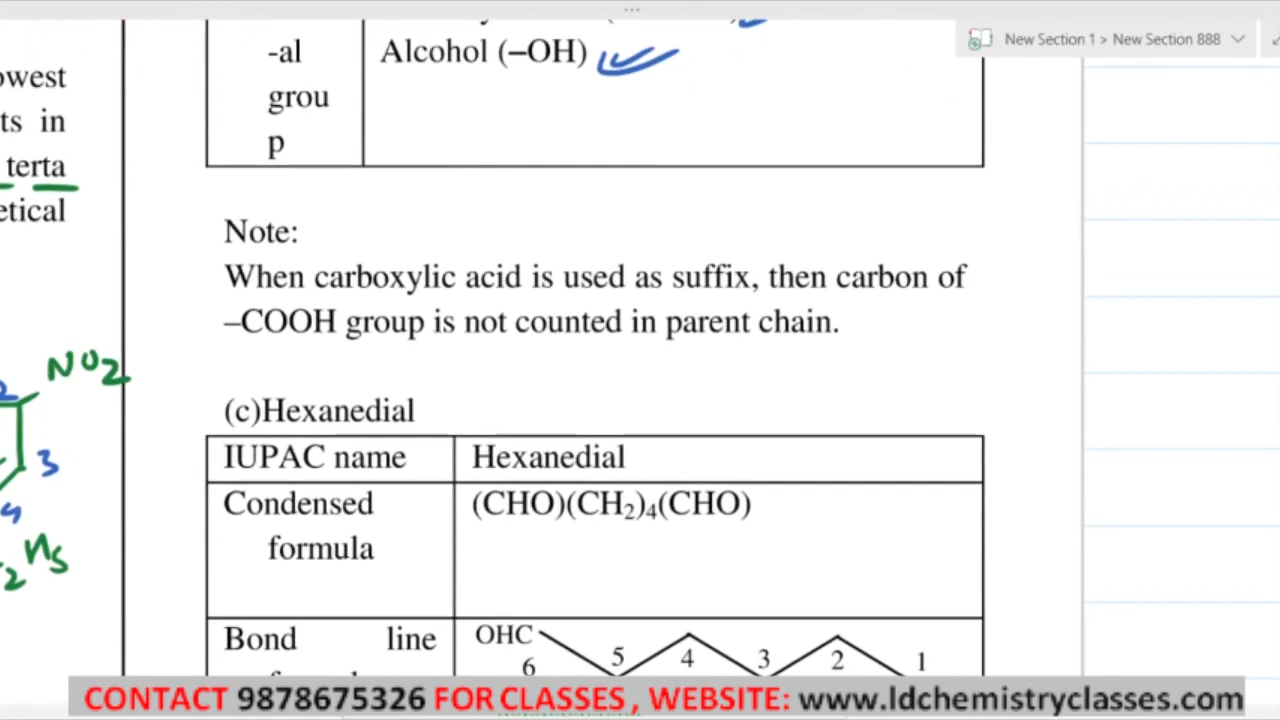 New Section 1 > New Section 888
-al
grou
p
Alcohol (–OH)
owest
ts in
terta
etical
Note:
When carboxylic acid is used as suffix, then carbon of
–COOH group is not counted in parent chain.
NO2
3
4
(c)Hexanedial
IUPAC name
Hexanedial
Condensed
formula
(CHO)(CH₂)₄(CHO)
2 H5
Bond line
OHC
6 5 4 3 2 1
CONTACT 9878675326 FOR CLASSES , WEBSITE: www.ldchemistryclasses.com